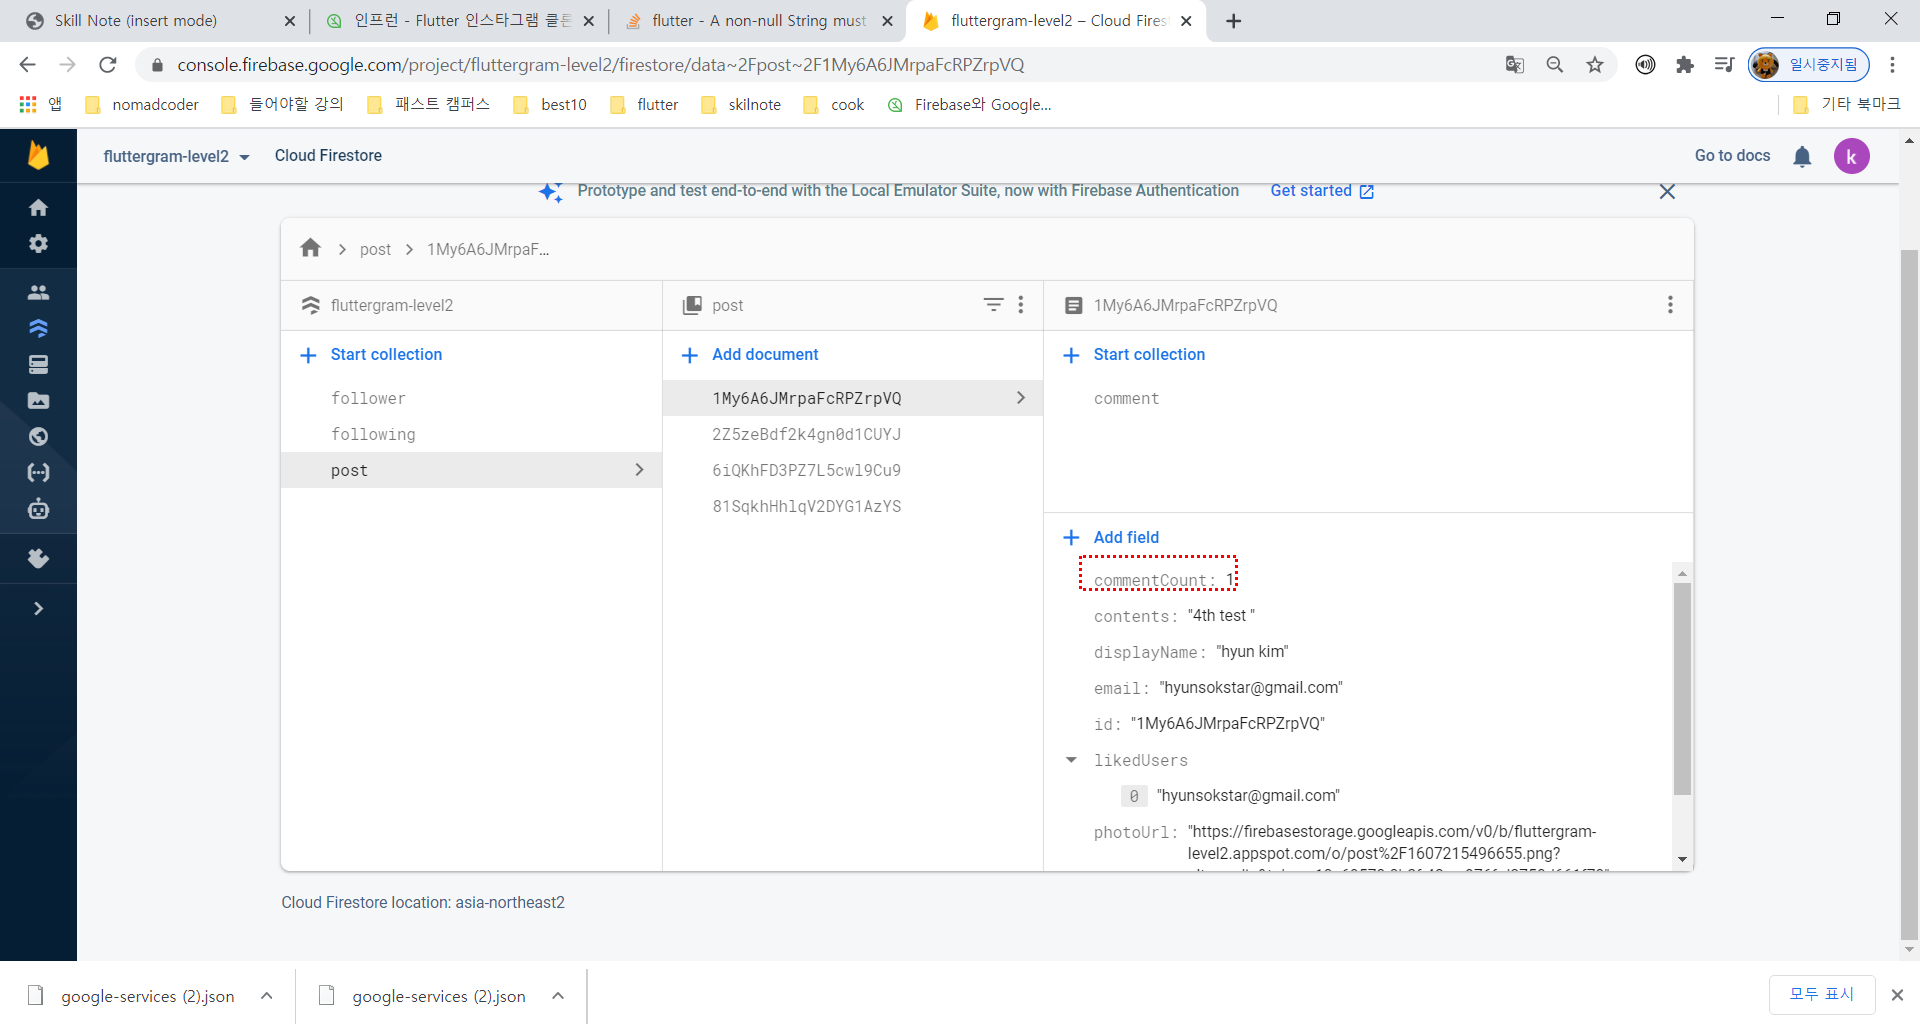 Skill Note (insert mode)
인프런 - Flutter 인스타그램 클론
flutter - A non-null String must
fluttergram-level2 – Cloud Fires
console.firebase.google.com/project/fluttergram-level2/firestore/data~2Fpost~2F1My6A6JMrpaFcRPZrpVQ
일시중지됨
앱
nomadcoder
들어야할 강의
패스트 캠퍼스
best10
flutter
skilnote
cook
Firebase와 Google...
기타 북마크
fluttergram-level2
Cloud Firestore
Go to docs
k
Prototype and test end-to-end with the Local Emulator Suite, now with Firebase Authentication
Get started
post
1My6A6JMrpaF...
fluttergram-level2
post
1My6A6JMrpaFcRPZrpVQ
Start collection
Add document
Start collection
follower
following
post
1My6A6JMrpaFcRPZrpVQ
2Z5zeBdf2k4gn0d1CUYJ
6iQKhFD3PZ7L5cwl9Cu9
81SqkhHhlqV2DYG1AzYS
comment
Add field
commentCount: 1
contents: "4th test "
displayName: "hyun kim"
email: "hyunsokstar@gmail.com"
id: "1My6A6JMrpaFcRPZrpVQ"
likedUsers
0 "hyunsokstar@gmail.com"
photoUrl: "https://firebasestorage.googleapis.com/v0/b/fluttergram-
level2.appspot.com/o/post%2F1607215496655.png?
Cloud Firestore location: asia-northeast2
google-services (2).json
google-services (2).json
모두 표시